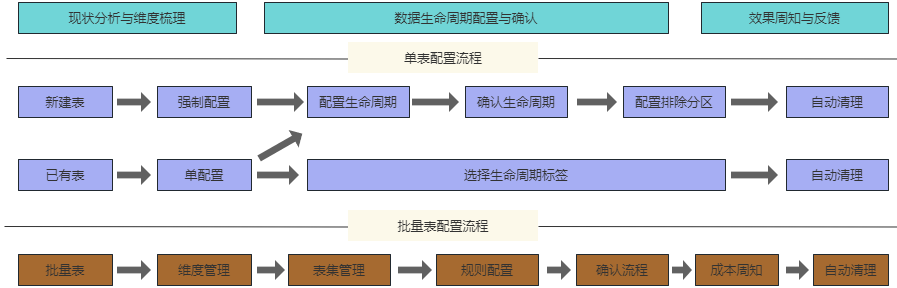 现状分析与维度梳理
数据生命周期配置与确认
效果周知与反馈
单表配置流程
新建表
强制配置
配置生命周期
确认生命周期
配置排除分区
自动清理
已有表
单配置
选择生命周期标签
自动清理
批量表配置流程
批量表
维度管理
表集管理
规则配置
确认流程
成本周知
自动清理